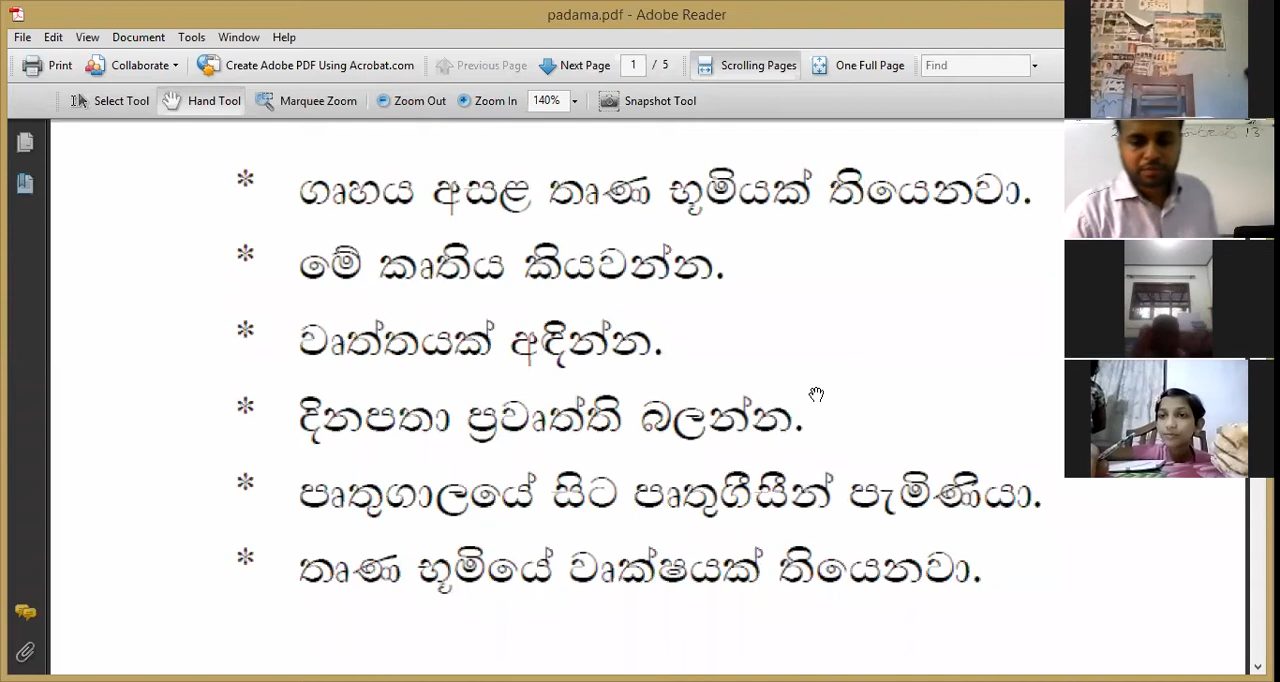 padama.pdf - Adobe Reader
File Edit View Document Tools Window Help
Print Collaborate Create Adobe PDF Using Acrobat.com Previous Page Next Page 1 / 5 Scrolling Pages One Full Page Find
Select Tool Hand Tool Marquee Zoom Zoom Out Zoom In 140% Snapshot Tool
* ගෘහය අසළ තෘණ භූමියක් තියෙනවා.
* මේ කෘතිය කියවන්න.
* වෘත්තයක් අඳින්න.
* දිනපතා ප්‍රවෘත්ති බලන්න.
* පෘතුගාලයේ සිට පෘතුගීසීන් පැමිණියා.
* තෘණ භූමියේ වෘක්ෂයක් තියෙනවා.